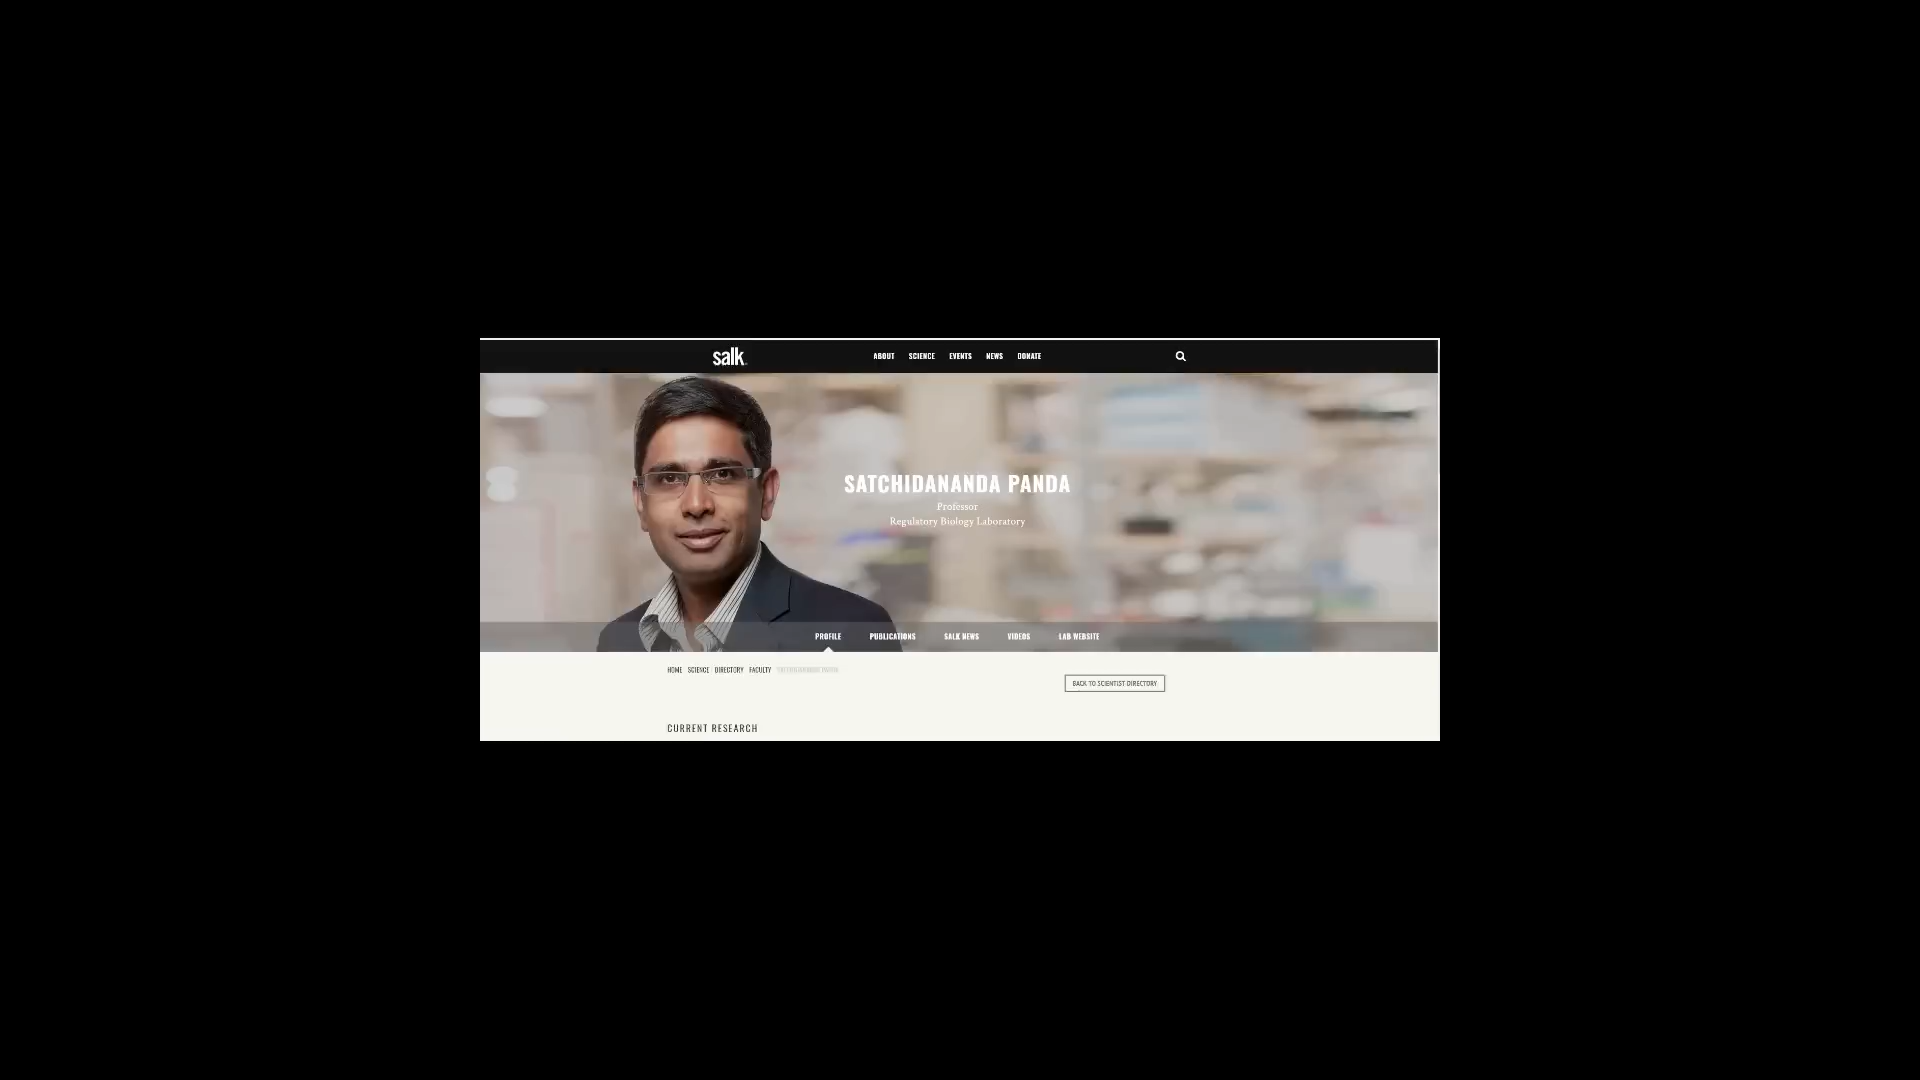 salk
ABOUT SCIENCE EVENTS NEWS DONATE
SATCHIDANANDA PANDA
Professor
Regulatory Biology Laboratory
PROFILE PUBLICATIONS SALK NEWS VIDEOS LAB WEBSITE
HOME SCIENCE DIRECTORY FACULTY
BACK TO SCIENTIST DIRECTORY
CURRENT RESEARCH